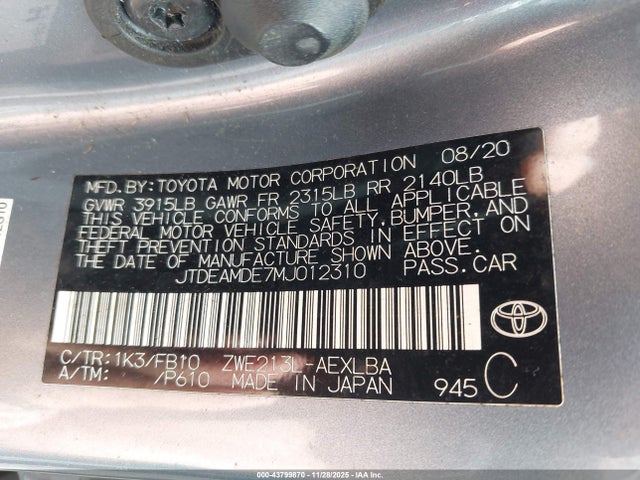 MFD.BY:TOYOTA MOTOR CORPORATION 08/20
GVWR 3915LB GAWR FR 2315LB RR 2140LB
THIS VEHICLE CONFORMS TO ALL APPLICABLE
FEDERAL MOTOR VEHICLE SAFETY,BUMPER,AND
THEFT PREVENTION STANDARDS IN EFFECT ON
THE DATE OF MANUFACTURE SHOWN ABOVE.
JTDEAMDE7MJ012310 PASS.CAR
C/TR:1K3/FB10 ZWE213L-AEXLBA
A/TM: /P610 MADE IN JAPAN 945 C
000-43799870 | 11/28/2025 - IAA, Inc.